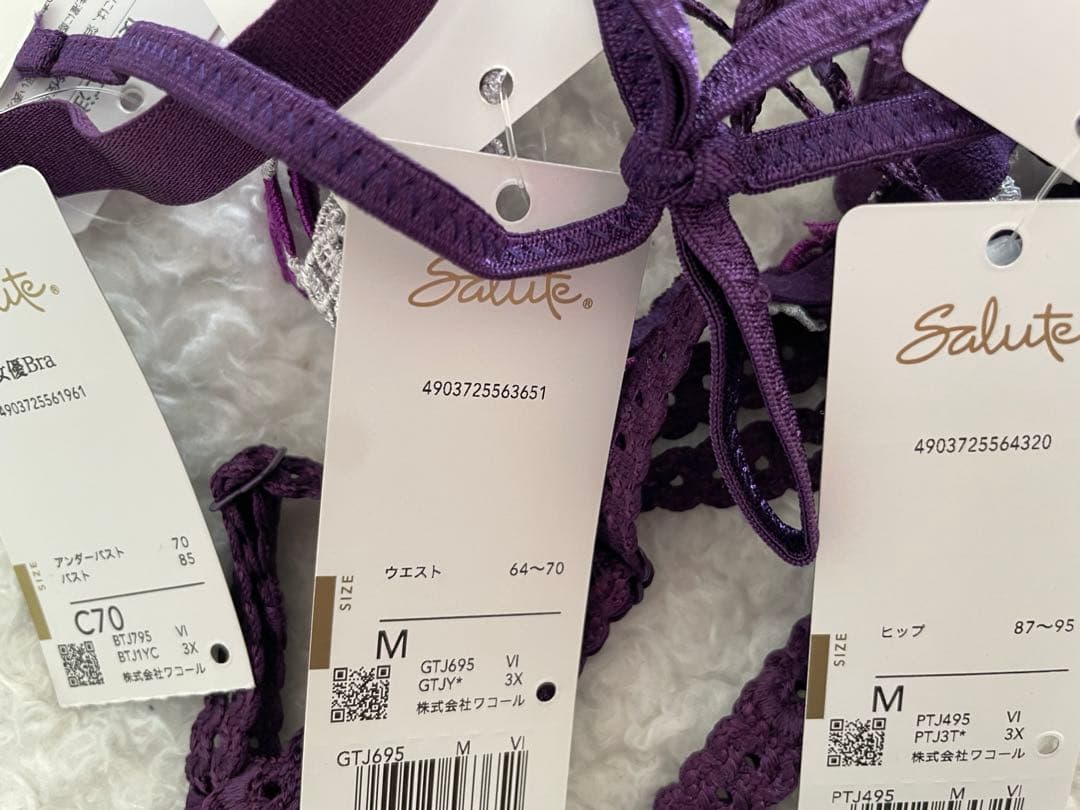 女優Bra
4903725561961
アンダーバスト 70
バスト 85
SIZE
C70
BTJ795 VI
BTJ1YC 3X
株式会社ワコール
Salute®
4903725563651
ウエスト 64〜70
SIZE
M
GTJ695 VI
GTJY* 3X
株式会社ワコール
GTJ695 M VI
Salute
4903725564320
ヒップ 87〜95
SIZE
M
PTJ495 VI
PTJ3T* 3X
株式会社ワコール
PTJ495 M VI